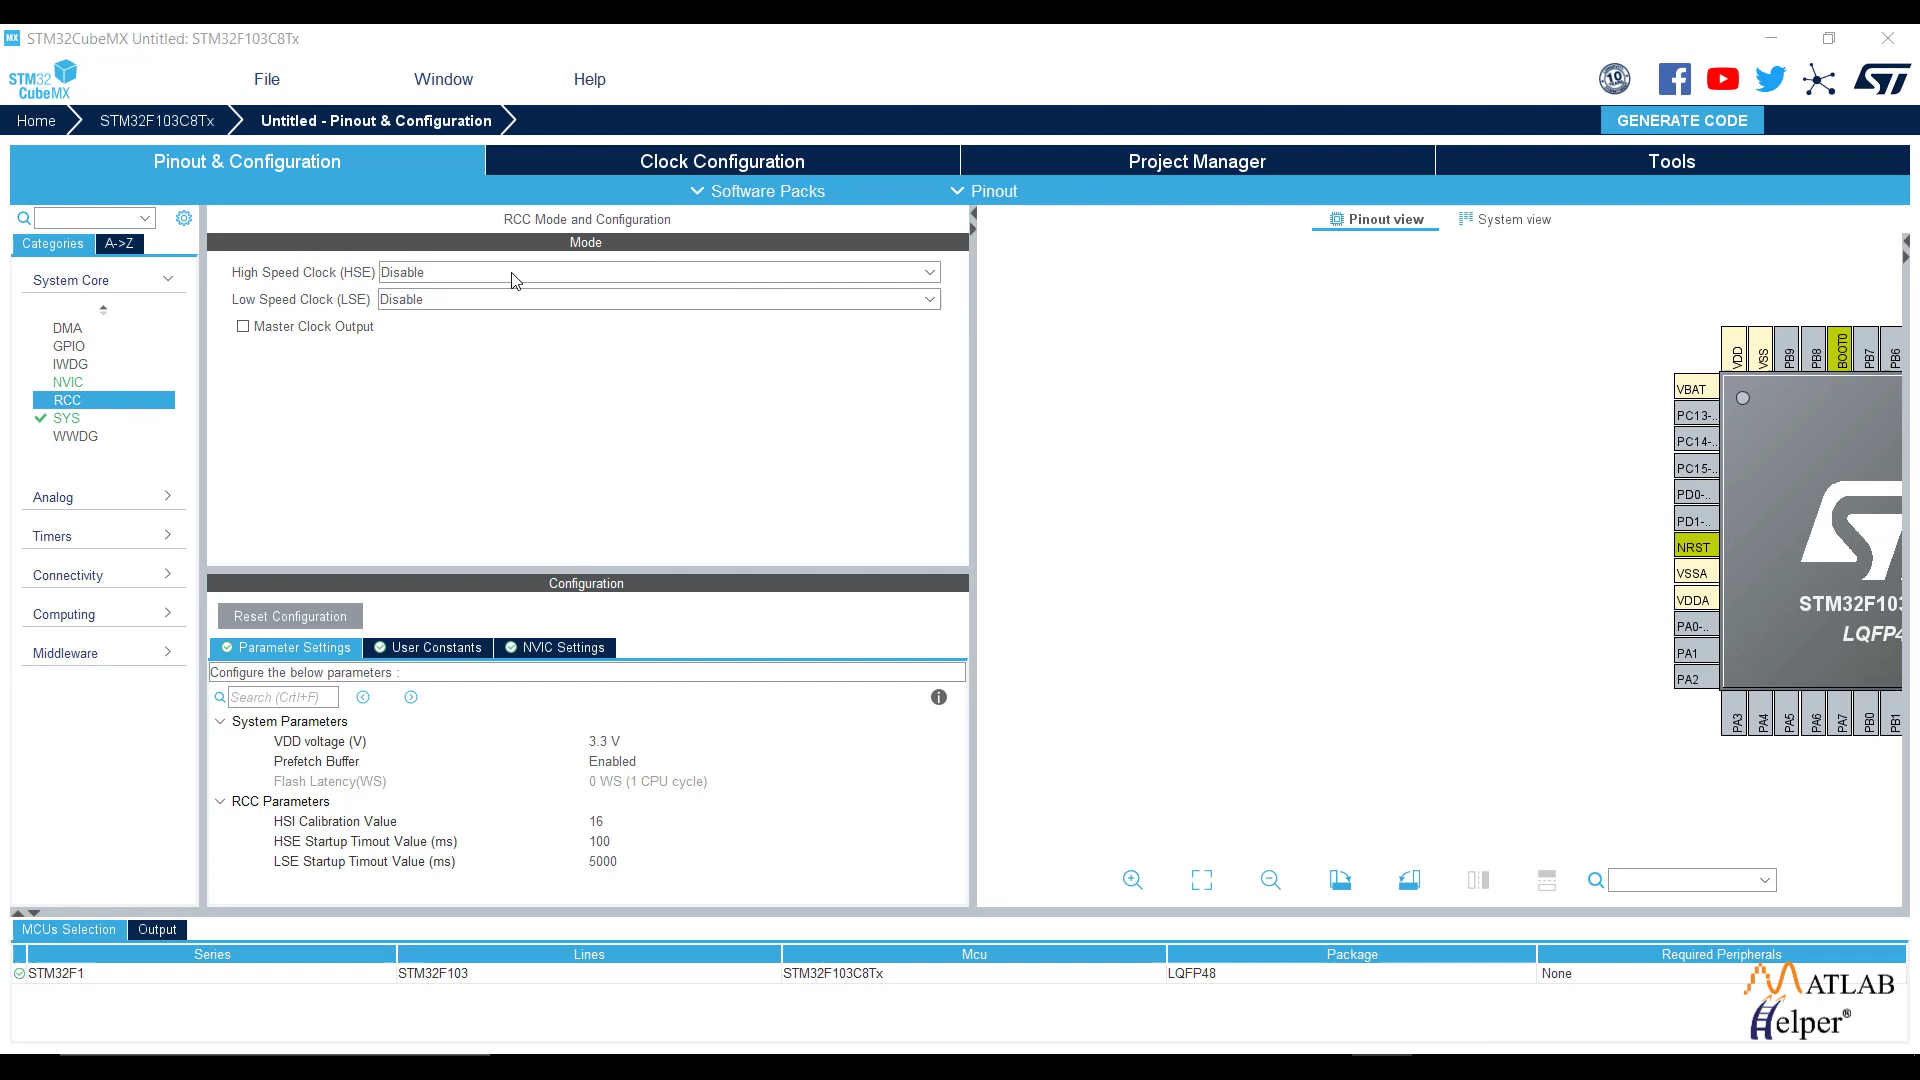 MX STM32CubeMX Untitled: STM32F103C8Tx
STM32
CubeMX
File
Window
Help
10
YEARS
ST
Home
STM32F103C8Tx
Untitled - Pinout & Configuration
GENERATE CODE
Pinout & Configuration
Clock Configuration
Project Manager
Tools
Software Packs
Pinout
Categories
A->Z
System Core
DMA
GPIO
IWDG
NVIC
RCC
SYS
WWDG
Analog
Timers
Connectivity
Computing
Middleware
RCC Mode and Configuration
Mode
High Speed Clock (HSE) Disable
Low Speed Clock (LSE) Disable
Master Clock Output
Configuration
Reset Configuration
Parameter Settings
User Constants
NVIC Settings
Configure the below parameters :
Search (Crtl+F)
System Parameters
VDD voltage (V) 3.3 V
Prefetch Buffer Enabled
Flash Latency(WS) 0 WS (1 CPU cycle)
RCC Parameters
HSI Calibration Value 16
HSE Startup Timout Value (ms) 100
LSE Startup Timout Value (ms) 5000
Pinout view
System view
VDD
VSS
PB9
PB8
BOOT0
PB7
PB6
VBAT
PC13-..
PC14-..
PC15-..
PD0-..
PD1-..
NRST
VSSA
VDDA
PA0-..
PA1
PA2
STM32F103
LQFP4
PA3
PA4
PA5
PA6
PA7
PB0
PB1
MCUs Selection
Output
Series Lines Mcu Package Required Peripherals
STM32F1 STM32F103 STM32F103C8Tx LQFP48 None
MATLAB
Helper®